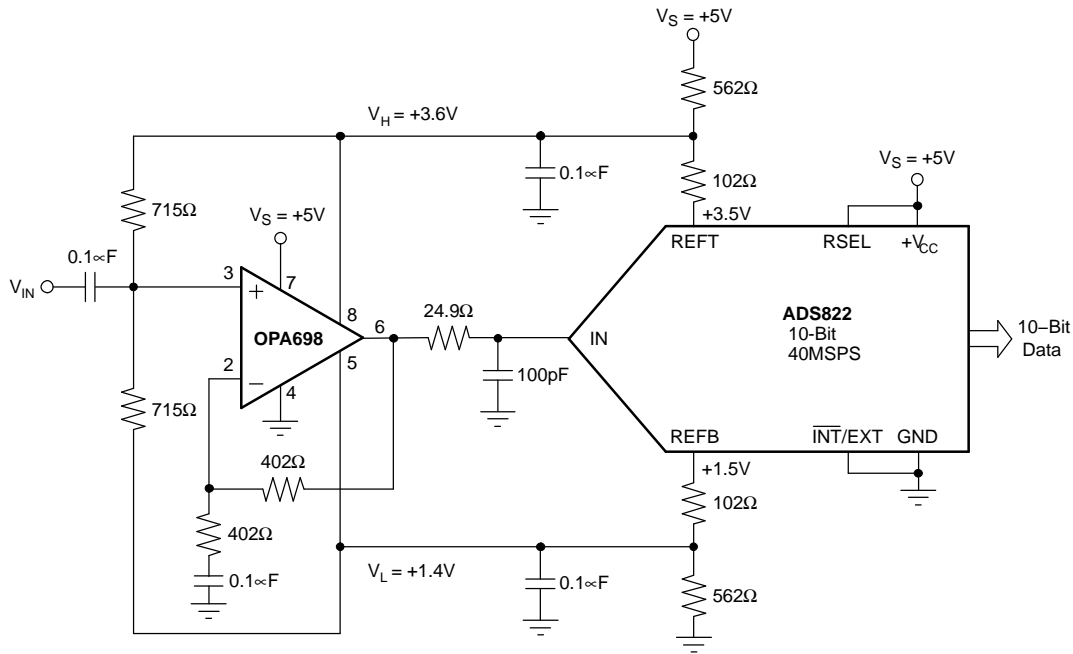 V_S = +5V
562Ω
V_H = +3.6V
0.1∝F
102Ω
V_S = +5V
+3.5V
715Ω
V_S = +5V
REFT
RSEL
+V_CC
0.1∝F
V_IN
3
7
+
8
24.9Ω
ADS822
10-Bit
40MSPS
OPA698
6
IN
10−Bit
Data
2
5
−
4
100pF
715Ω
REFB
INT/EXT
GND
402Ω
+1.5V
102Ω
402Ω
V_L = +1.4V
0.1∝F
0.1∝F
562Ω